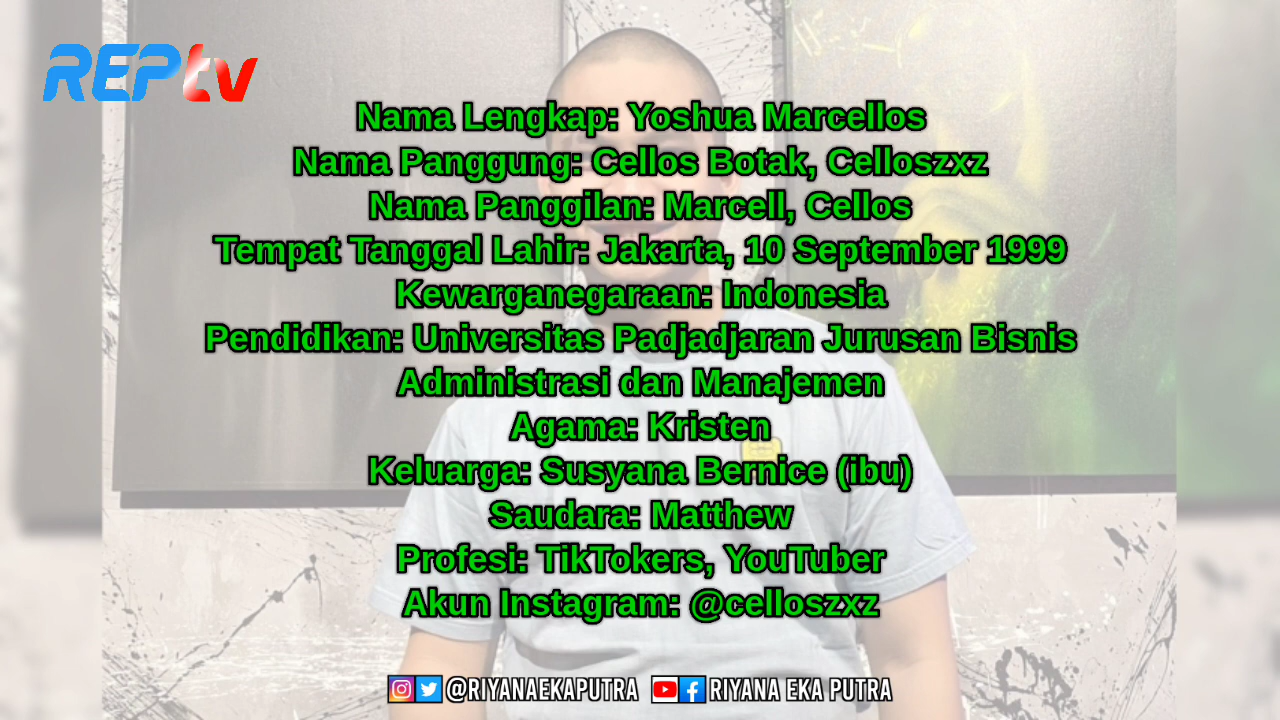 REPtv
Nama Lengkap: Yoshua Marcellos
Nama Panggung: Cellos Botak, Celloszxz
Nama Panggilan: Marcell, Cellos
Tempat Tanggal Lahir: Jakarta, 10 September 1999
Kewarganegaraan: Indonesia
Pendidikan: Universitas Padjadjaran Jurusan Bisnis
Administrasi dan Manajemen
Agama: Kristen
Keluarga: Susyana Bernice (ibu)
Saudara: Matthew
Profesi: TikTokers, YouTuber
Akun Instagram: @celloszxz
@RIYANAEKAPUTRA RIYANA EKA PUTRA